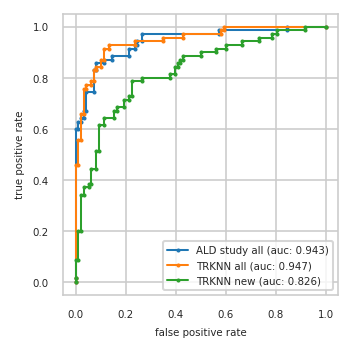 1.0
0.8
0.6
0.4
0.2
0.0
true positive rate
ALD study all (auc: 0.943)
TRKNN all (auc: 0.947)
TRKNN new (auc: 0.826)
0.0 0.2 0.4 0.6 0.8 1.0
false positive rate